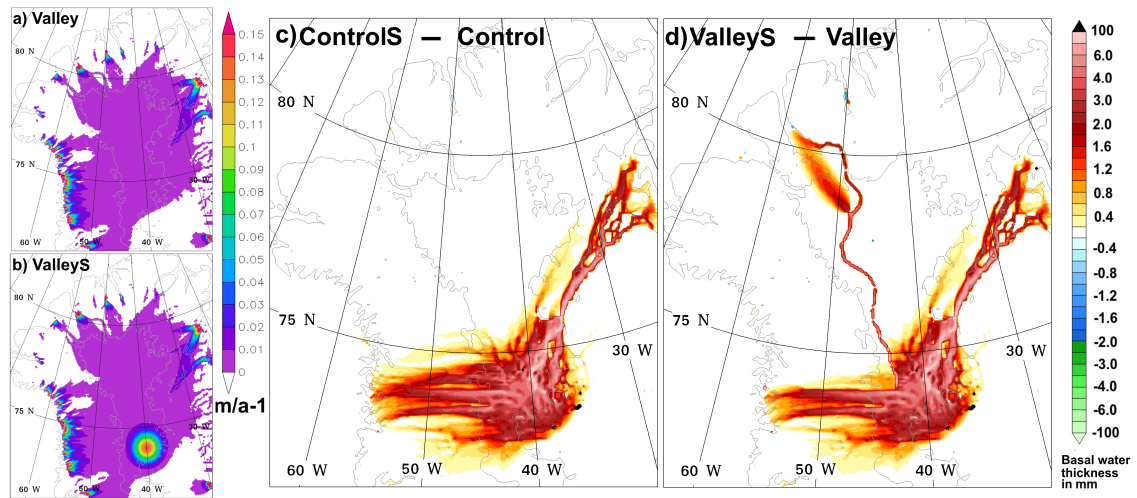 a) Valley
80 N
75 N
60 W
50 W
40 W
30 W
b) ValleyS
80 N
75 N
60 W
50 W
40 W
30 W
0.15
0.14
0.13
0.12
0.11
0.10
0.09
0.08
0.07
0.06
0.05
0.04
0.03
0.02
0.01
0
m/a-1
c) ControlS — Control
80 N
75 N
30 W
60 W
50 W
40 W
d) ValleyS — Valley
80 N
75 N
30 W
60 W
50 W
40 W
100
6.0
4.0
3.0
2.0
1.6
1.2
0.8
0.4
-0.4
-0.8
-1.2
-1.6
-2.0
-3.0
-4.0
-6.0
-100
Basal water
thickness
in mm